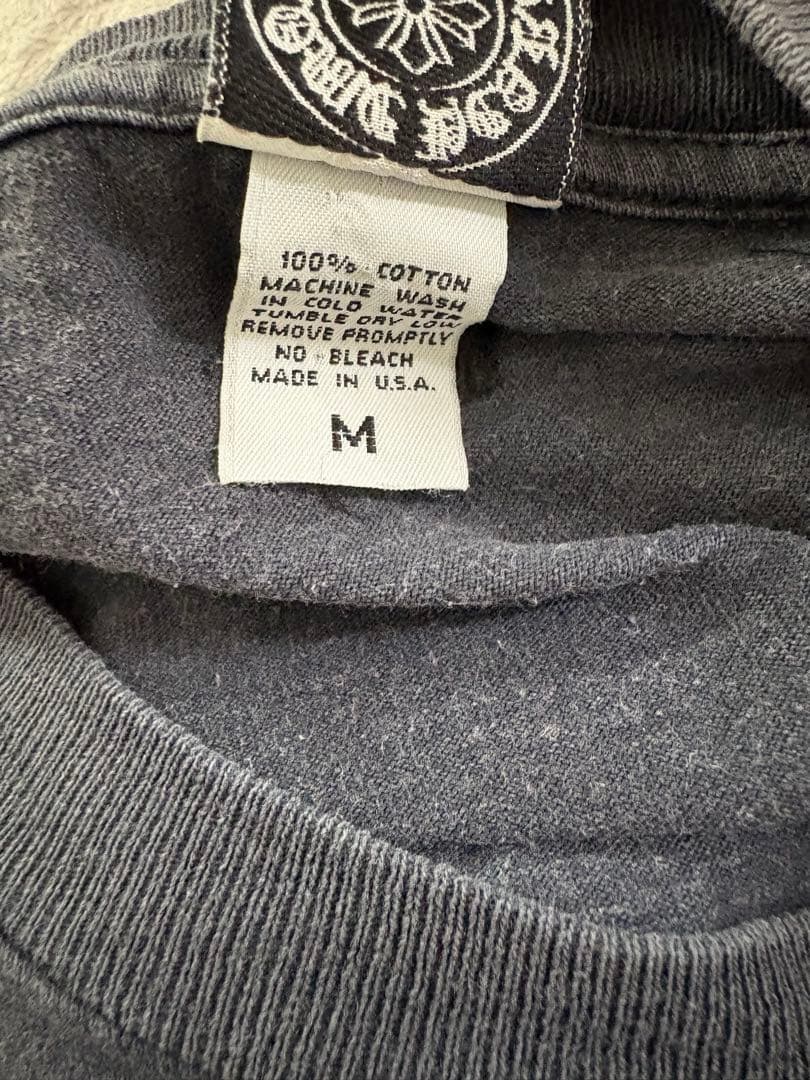 100% COTTON
MACHINE WASH
IN COLD WATER
TUMBLE DRY LOW
REMOVE PROMPTLY
NO BLEACH
MADE IN U.S.A.
M